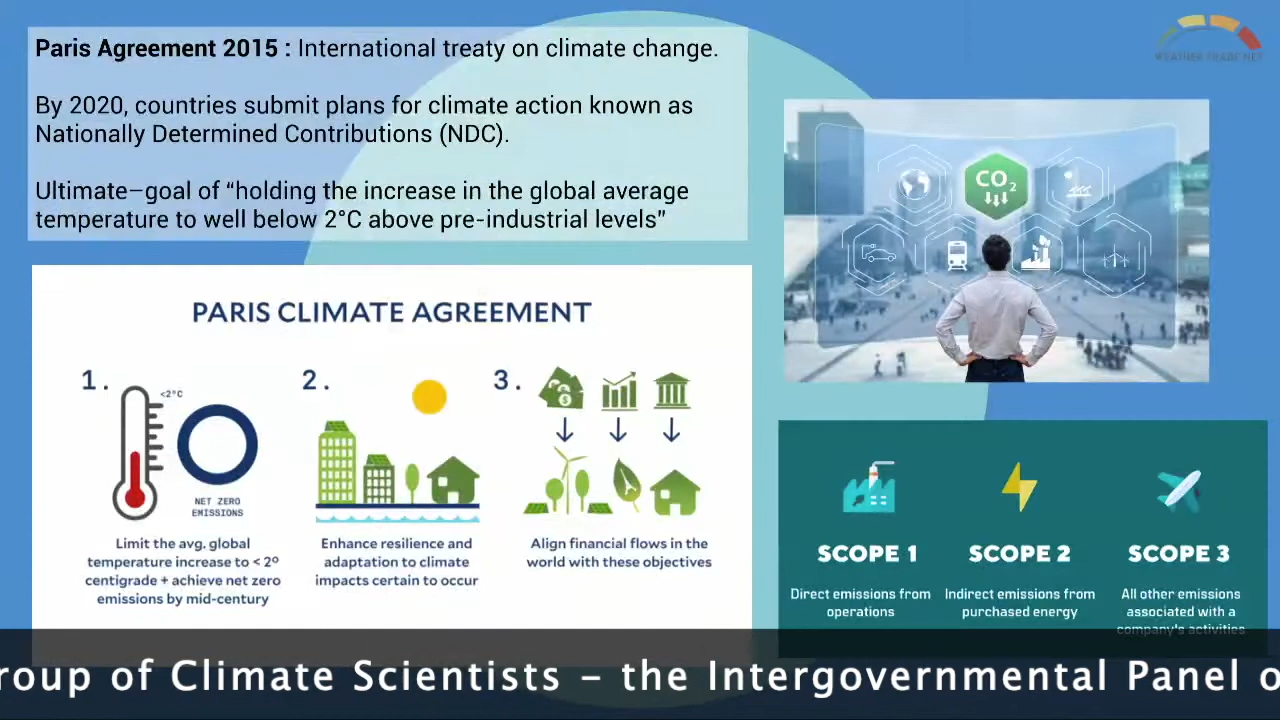 Paris Agreement 2015 : International treaty on climate change.
By 2020, countries submit plans for climate action known as
Nationally Determined Contributions (NDC).
Ultimate–goal of “holding the increase in the global average
temperature to well below 2°C above pre-industrial levels”
WEATHER TRADE NET
CO₂
PARIS CLIMATE AGREEMENT
1.
<2°C
NET ZERO
EMISSIONS
Limit the avg. global
temperature increase to < 2º
centigrade + achieve net zero
emissions by mid-century
2.
Enhance resilience and
adaptation to climate
impacts certain to occur
3.
Align financial flows in the
world with these objectives
SCOPE 1
Direct emissions from
operations
SCOPE 2
Indirect emissions from
purchased energy
SCOPE 3
All other emissions
associated with a
company's activities
roup of Climate Scientists – the Intergovernmental Panel o